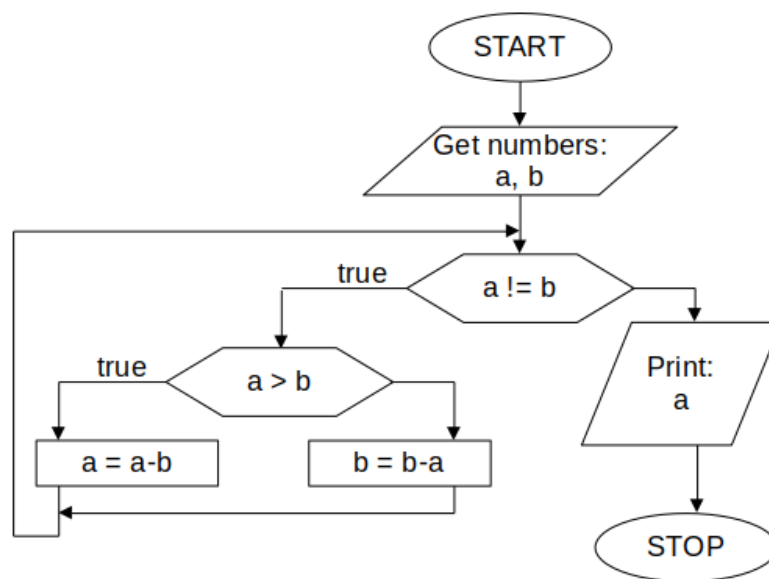 START
Get numbers:
a, b
true
a != b
true
a > b
Print:
a
a = a-b
b = b-a
STOP